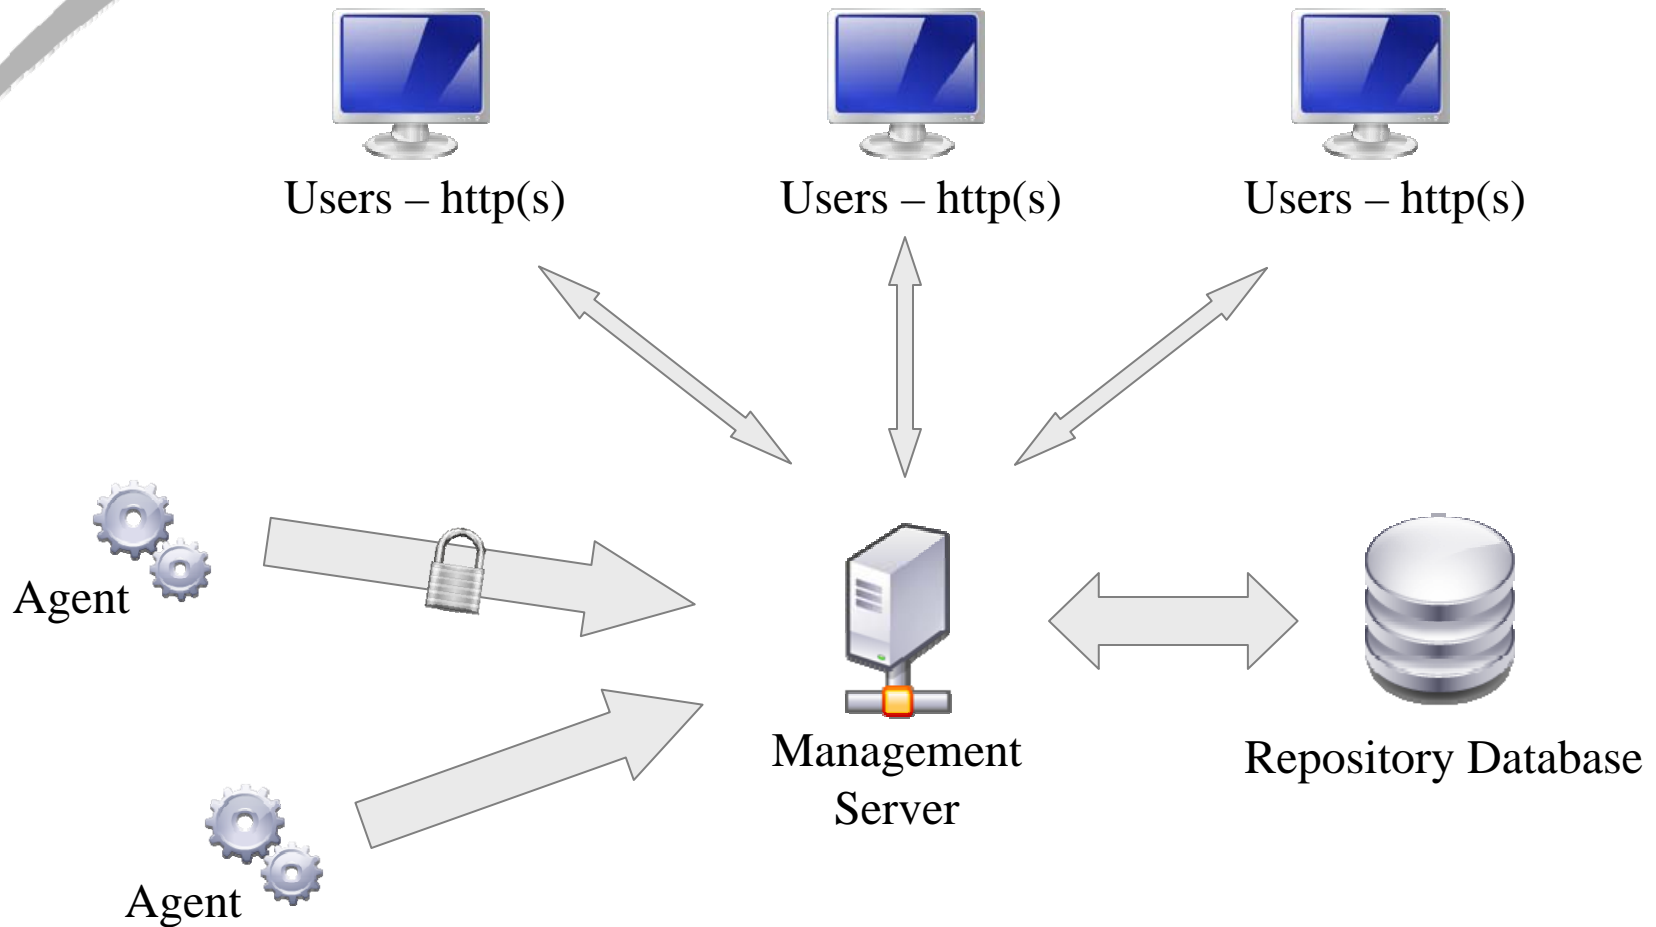 Users – http(s)
Users – http(s)
Users – http(s)
Agent
Management
Server
Repository Database
Agent